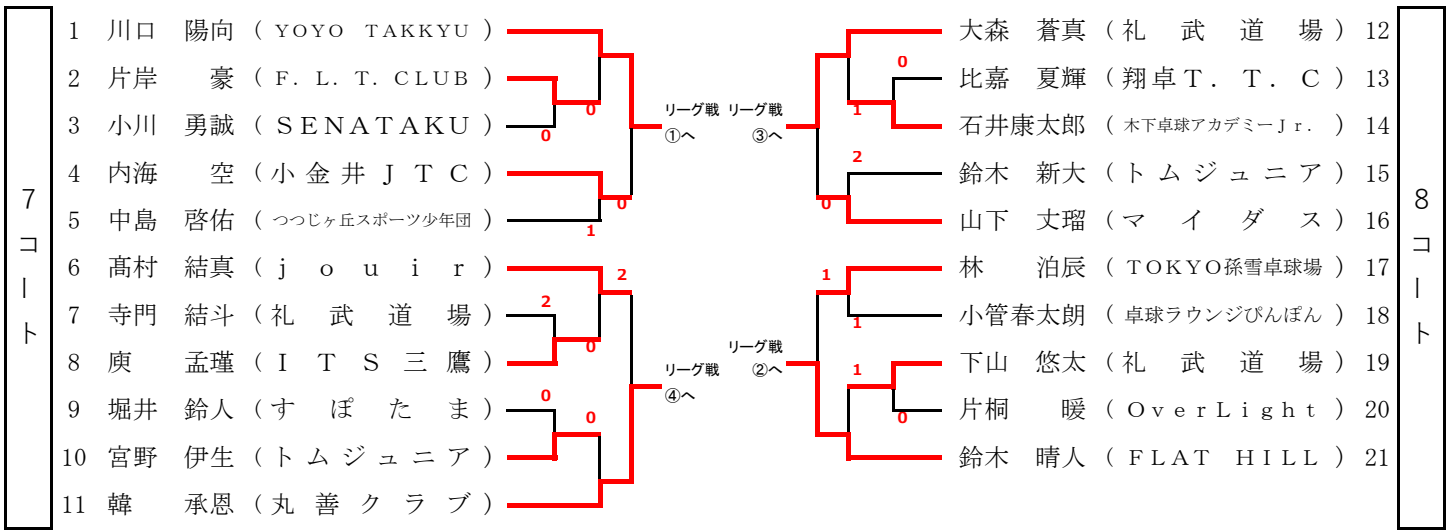 7コート
1 川口 陽向 (YOYO TAKKYU)
2 片岸 豪 (F. L. T. CLUB)
0
3 小川 勇誠 (SENATAKU)
0
リーグ戦
①へ
4 内海 空 (小金井JTC)
0
5 中島 啓佑 (つつじヶ丘スポーツ少年団)
1
6 髙村 結真 (jouir)
2
7 寺門 結斗 (礼武道場)
2
0
8 庾 孟瑾 (ITS三鷹)
リーグ戦
④へ
9 堀井 鈴人 (すぽたま)
0
0
10 宮野 伊生 (トムジュニア)
11 韓 承恩 (丸善クラブ)
大森 蒼真 (礼武道場) 12
0
比嘉 夏輝 (翔卓T.T.C) 13
1
リーグ戦
③へ
石井康太郎 (木下卓球アカデミーJr.) 14
2
鈴木 新大 (トムジュニア) 15
0
山下 丈瑠 (マイダス) 16
1
林 泊辰 (TOKYO孫雪卓球場) 17
1
小管春太朗 (卓球ラウンジぴんぽん) 18
リーグ戦
②へ
1
下山 悠太 (礼武道場) 19
0
片桐 暖 (OverLight) 20
鈴木 晴人 (FLAT HILL) 21
8コート